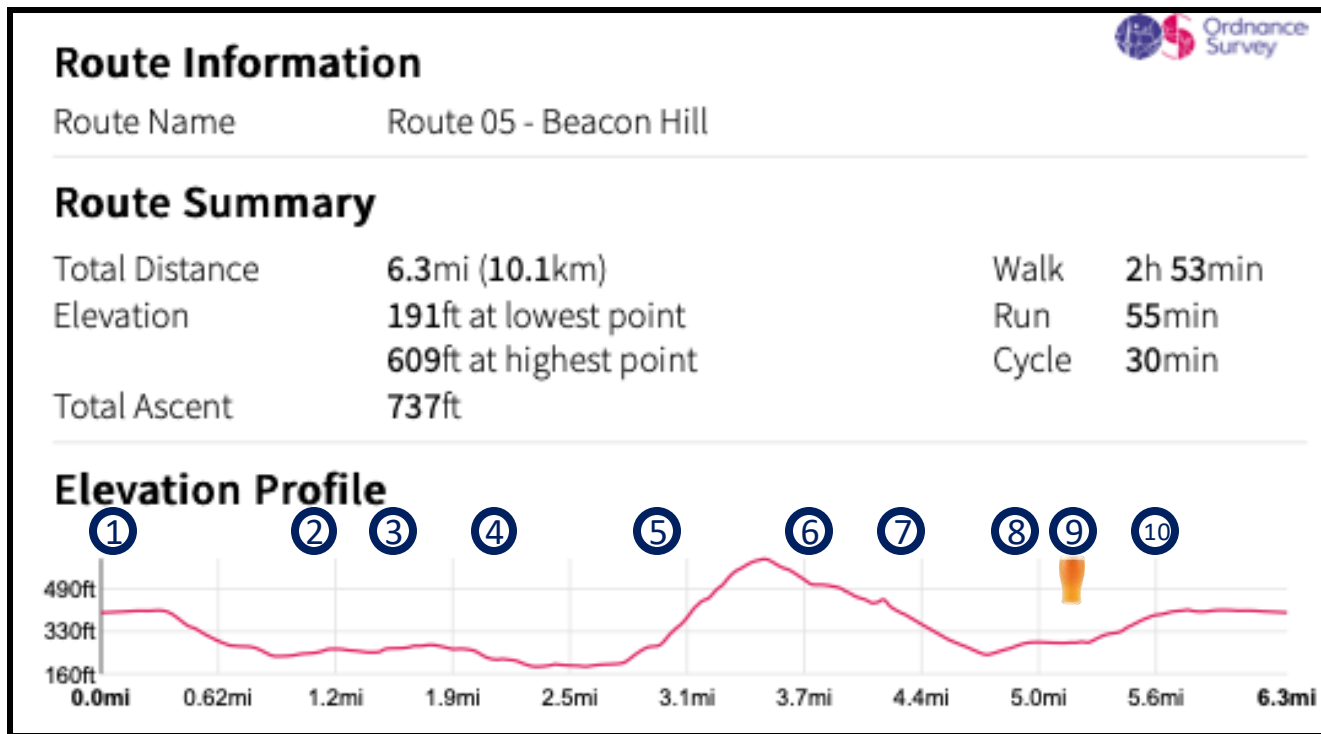 Ordnance
Survey
Route Information
Route Name Route 05 - Beacon Hill
Route Summary
Total Distance 6.3mi (10.1km) Walk 2h 53min
Elevation 191ft at lowest point Run 55min
609ft at highest point Cycle 30min
Total Ascent 737ft
Elevation Profile
1 2 3 4 5 6 7 8 9 10
490ft
330ft
160ft
0.0mi 0.62mi 1.2mi 1.9mi 2.5mi 3.1mi 3.7mi 4.4mi 5.0mi 5.6mi 6.3mi